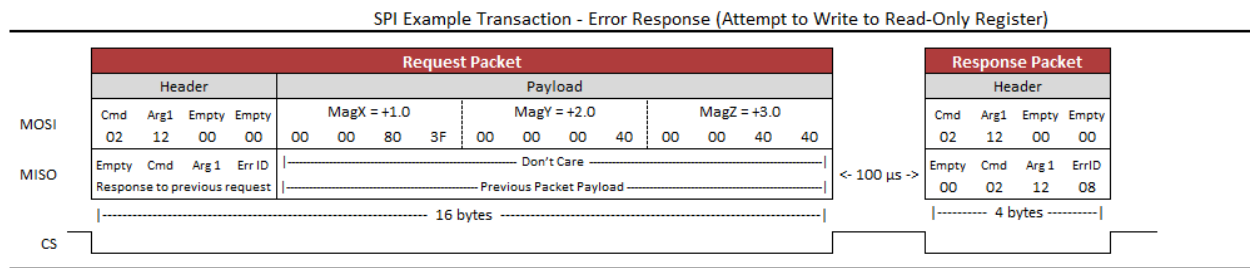 SPI Example Transaction - Error Response (Attempt to Write to Read-Only Register)
Request Packet Response Packet
Header Payload Header
MOSI
Cmd Arg1 Empty Empty MagX = +1.0 MagY = +2.0 MagZ = +3.0 Cmd Arg1 Empty Empty
02 12 00 00 00 00 80 3F 00 00 00 40 00 00 40 40 02 12 00 00
MISO
Empty Cmd Arg 1 Err ID Don't Care <- 100 µs -> Empty Cmd Arg 1 ErrID
Response to previous request Previous Packet Payload 00 02 12 08
16 bytes 4 bytes
CS